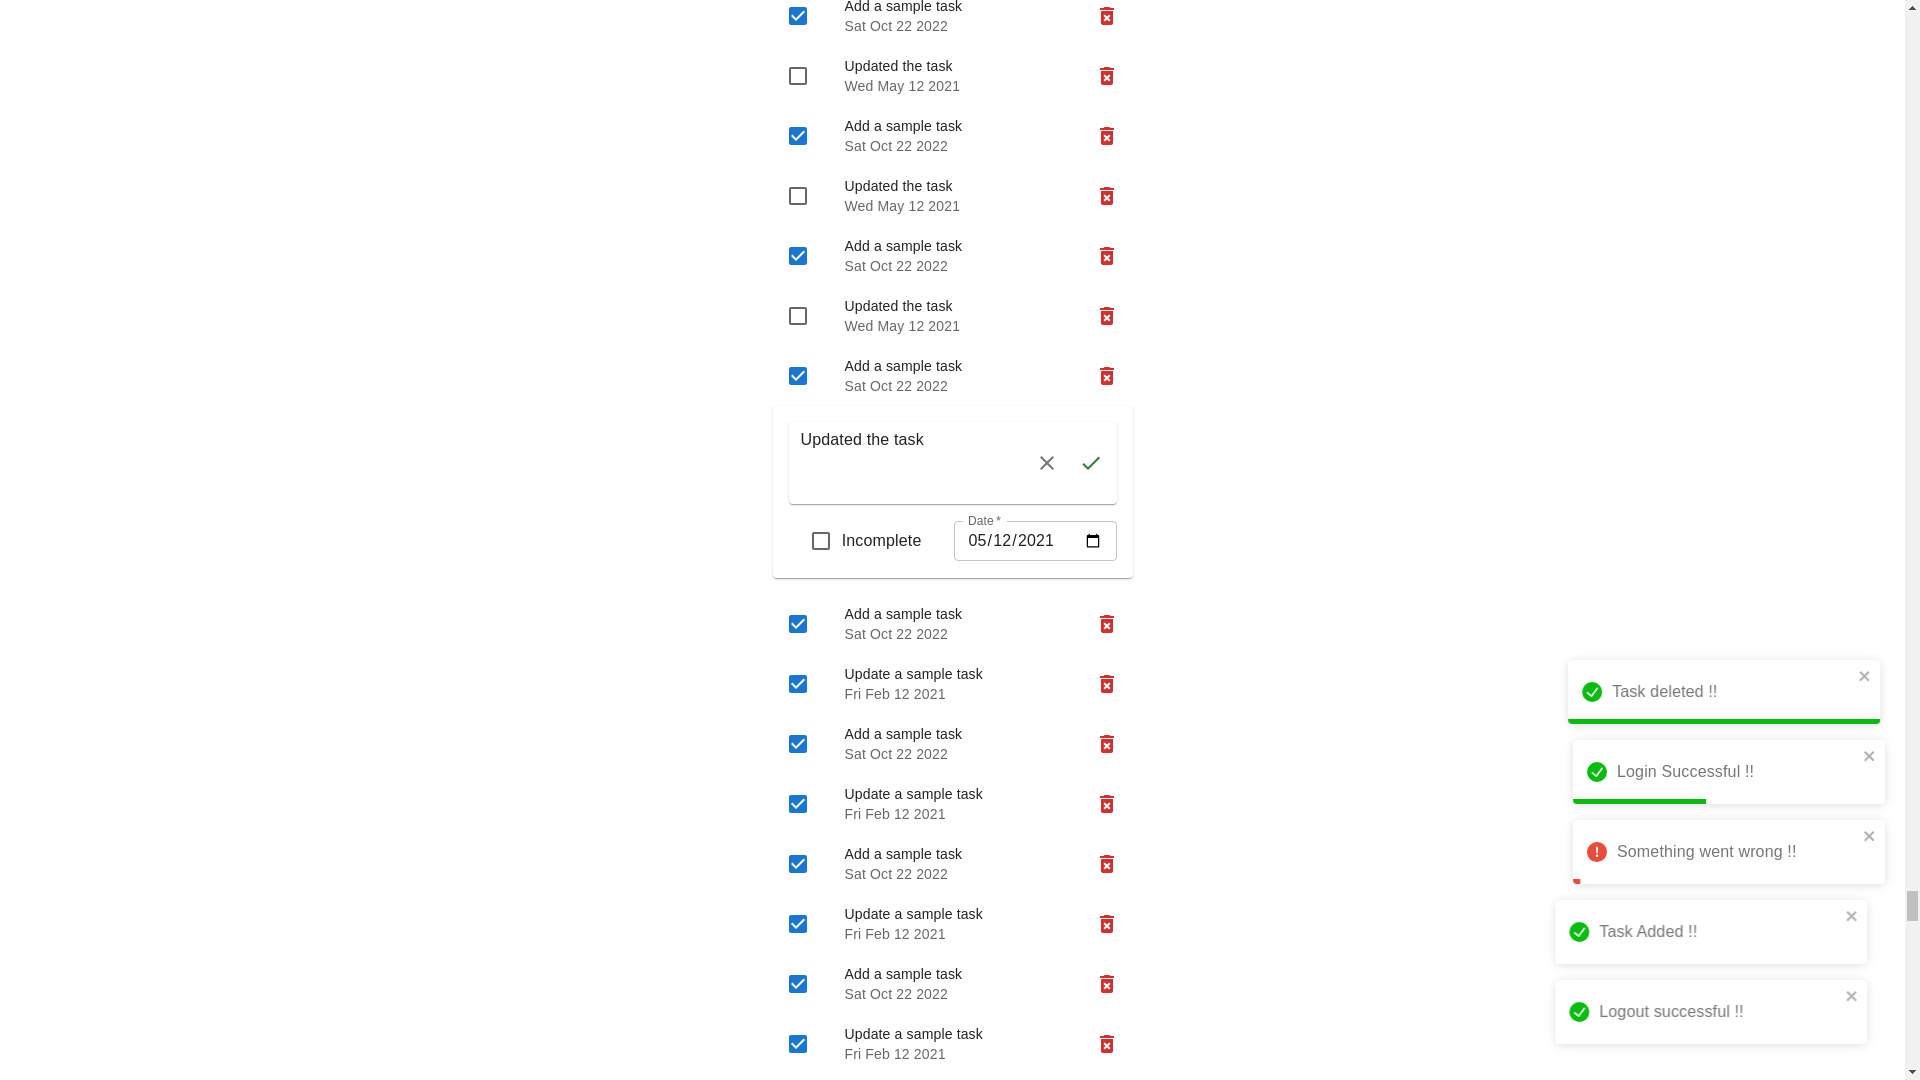 Add a sample task
Sat Oct 22 2022
Updated the task
Wed May 12 2021
Add a sample task
Sat Oct 22 2022
Updated the task
Wed May 12 2021
Add a sample task
Sat Oct 22 2022
Updated the task
Wed May 12 2021
Add a sample task
Sat Oct 22 2022
Updated the task
Date *
Incomplete
05/12/2021
Add a sample task
Sat Oct 22 2022
Update a sample task
Fri Feb 12 2021
Add a sample task
Sat Oct 22 2022
Update a sample task
Fri Feb 12 2021
Add a sample task
Sat Oct 22 2022
Update a sample task
Fri Feb 12 2021
Add a sample task
Sat Oct 22 2022
Update a sample task
Fri Feb 12 2021
Task deleted !!
Login Successful !!
Something went wrong !!
Task Added !!
Logout successful !!